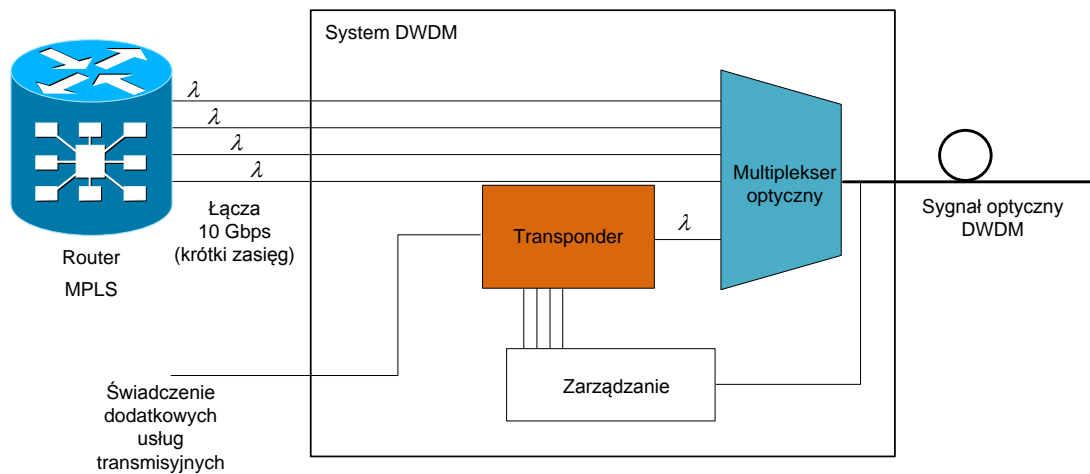 System DWDM
λ
λ
λ
λ
Łącza
10 Gbps
(krótki zasięg)
Router
MPLS
Transponder
λ
Multiplekser
optyczny
Sygnał optyczny
DWDM
Zarządzanie
Świadczenie
dodatkowych
usług
transmisyjnych